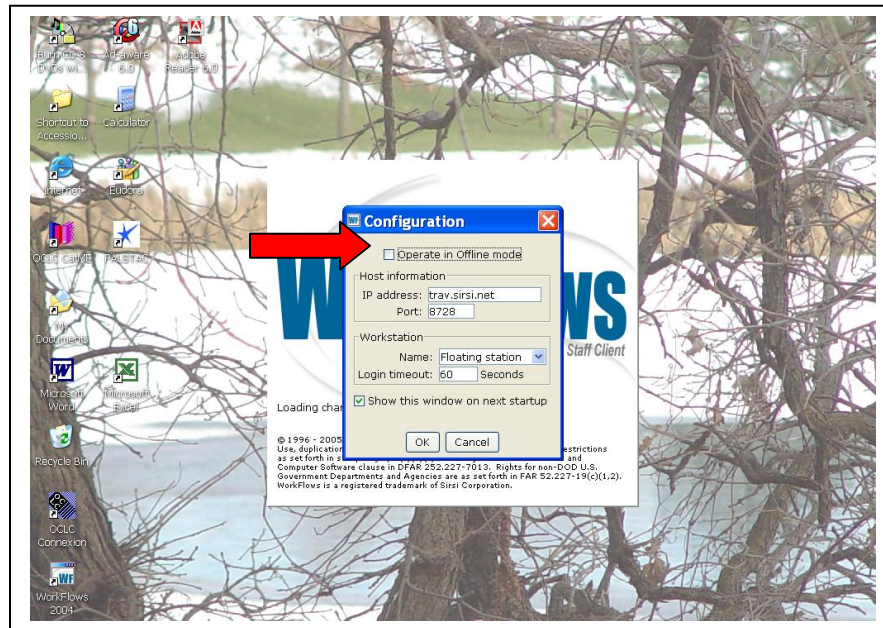 Burn CDs & DVDs wi...
Ad-aware 6.0
Adobe Reader 6.0
Shortcut to Accessio...
Calculator
Internet
Eudora
OCLC CatME
PALSTAC
My Documents
Microsoft Word
Microsoft Excel
Recycle Bin
OCLC Connexion
WorkFlows 2004
WF Configuration
Operate in Offline mode
Host information
IP address: trav.sirsi.net
Port: 8728
Workstation
Name: Floating station
Login timeout: 60 Seconds
Show this window on next startup
OK Cancel
W WS
Staff Client
Loading char
© 1996 - 2005
Use, duplication estrictions
as set forth in s and
Computer Software clause in DFAR 252.227-7013. Rights for non-DOD U.S.
Government Departments and Agencies are as set forth in FAR 52.227-19(c)(1,2).
WorkFlows is a registered trademark of Sirsi Corporation.